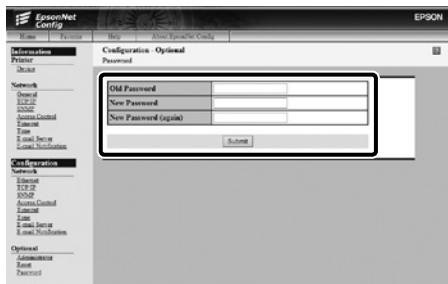 EpsonNet
Config
EPSON
Home Favorite Help About EpsonNet Config
Information
Printer
Device
Network
General
TCP/IP
SNMP
Access Control
Timeout
Time
E-mail Server
E-mail Notification
Configuration
Network
Ethernet
TCP/IP
SNMP
Access Control
Timeout
Time
E-mail Server
E-mail Notification
Optional
Administrator
Reset
Password
Configuration - Optional
Password
Old Password
New Password
New Password (again)
Submit